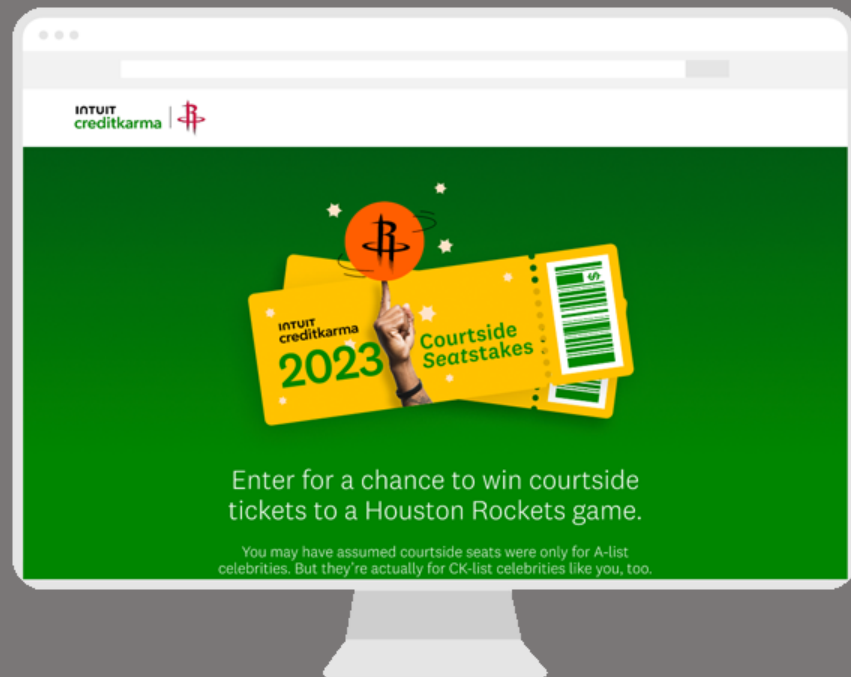 INTUIT
creditkarma
INTUIT
creditkarma
2023
Courtside
Seatstakes
Enter for a chance to win courtside
tickets to a Houston Rockets game.
You may have assumed courtside seats were only for A-list
celebrities. But they're actually for CK-list celebrities like you, too.